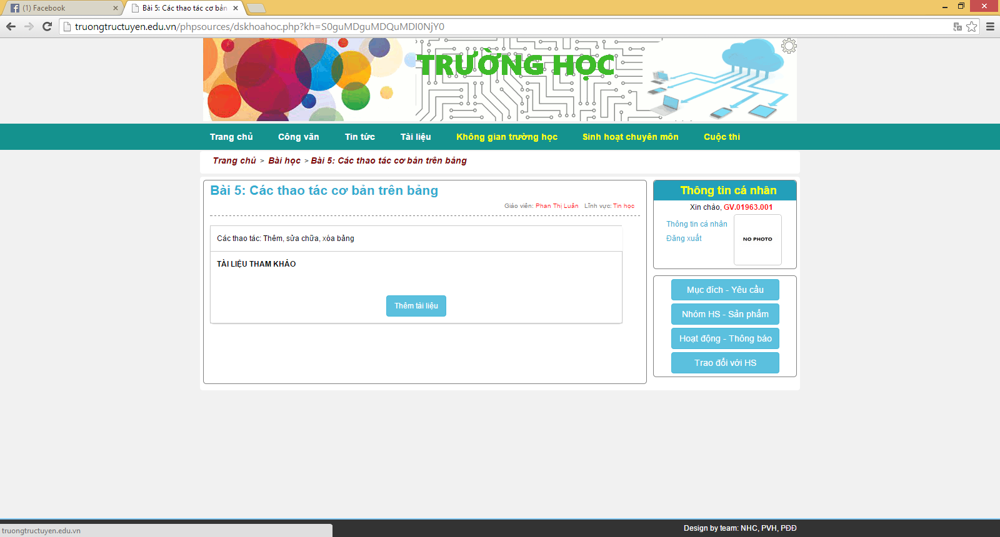 (1) Facebook
Bài 5: Các thao tác cơ bản
truongtructuyen.edu.vn/phpsources/dskhoahoc.php?kh=S0guMDguMDQuMDI0NjY0
TRƯỜNG HỌC
Trang chủ Công văn Tin tức Tài liệu Không gian trường học Sinh hoạt chuyên môn Cuộc thi
Trang chủ > Bài học > Bài 5: Các thao tác cơ bản trên bảng
Bài 5: Các thao tác cơ bản trên bảng
Giáo viên: Phan Thị Luân Lĩnh vực: Tin học
Các thao tác: Thêm, sửa chữa, xóa bảng
TÀI LIỆU THAM KHẢO
Thêm tài liệu
Thông tin cá nhân
Xin chào, GV.01963.001
Thông tin cá nhân
Đăng xuất
NO PHOTO
Mục đích - Yêu cầu
Nhóm HS - Sản phẩm
Hoạt động - Thông báo
Trao đổi với HS
Design by team: NHC, PVH, PĐĐ
truongtructuyen.edu.vn